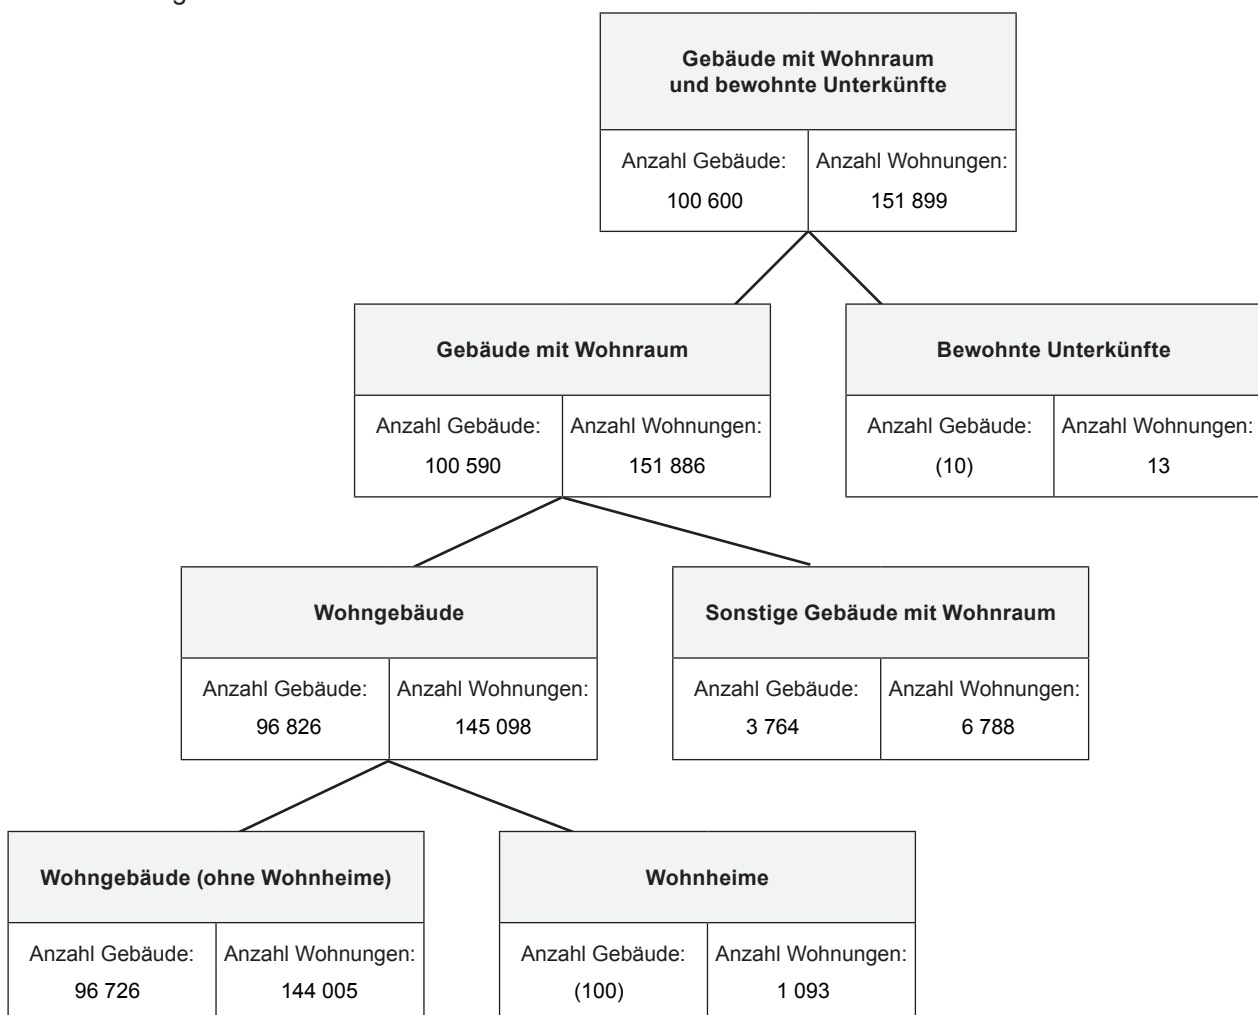 Gebäude mit Wohnraum
und bewohnte Unterkünfte
Anzahl Gebäude:
100 600
Anzahl Wohnungen:
151 899
Gebäude mit Wohnraum
Anzahl Gebäude:
100 590
Anzahl Wohnungen:
151 886
Bewohnte Unterkünfte
Anzahl Gebäude:
(10)
Anzahl Wohnungen:
13
Wohngebäude
Anzahl Gebäude:
96 826
Anzahl Wohnungen:
145 098
Sonstige Gebäude mit Wohnraum
Anzahl Gebäude:
3 764
Anzahl Wohnungen:
6 788
Wohngebäude (ohne Wohnheime)
Anzahl Gebäude:
96 726
Anzahl Wohnungen:
144 005
Wohnheime
Anzahl Gebäude:
(100)
Anzahl Wohnungen:
1 093